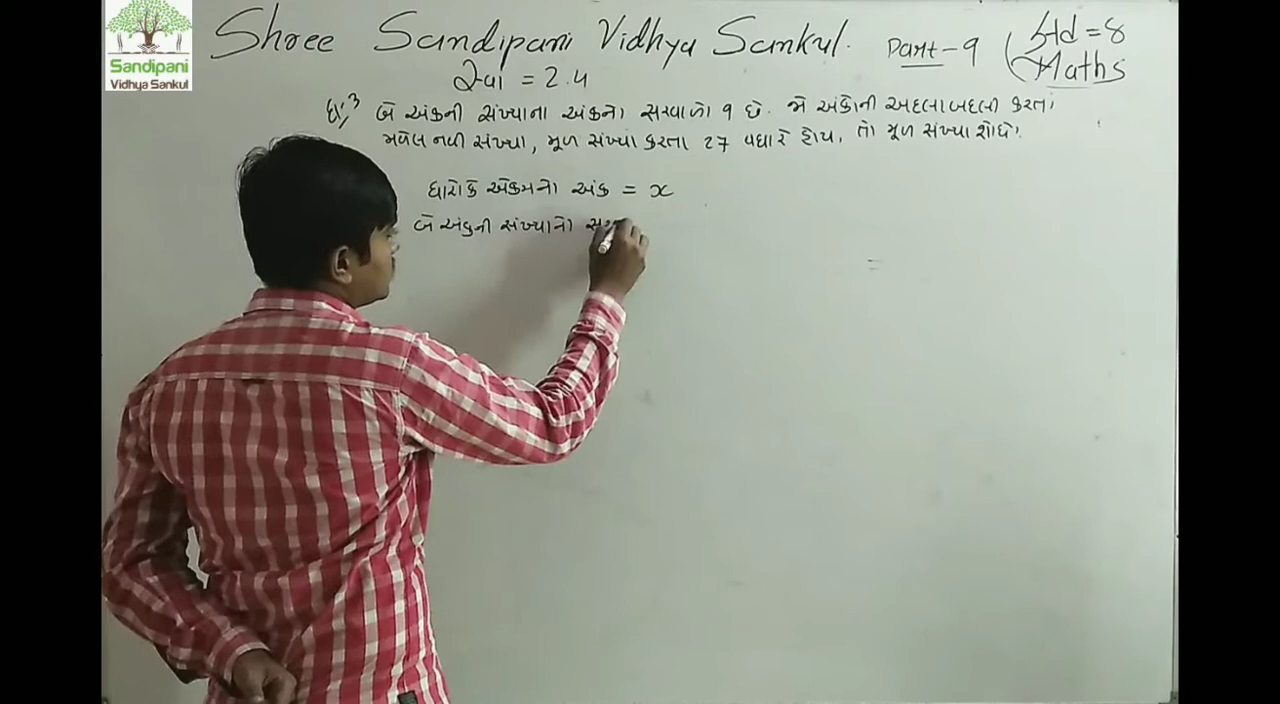 Sandipani
Vidhya Sankul
Shree Sandipani Vidhya Sankul. Part-9 Std=8
Maths
સ્વા = 2.4
દા.3 બે અંકની સંખ્યાના અંકનો સરવાળો 9 છે. જો અંકોની અદલાબદલી કરતાં
મળેલ નવી સંખ્યા, મૂળ સંખ્યા કરતા 27 વધારે હોય, તો મૂળ સંખ્યા શોધો.
ધારોકે એકમનો અંક = x
બે અંકની સંખ્યાનો
=